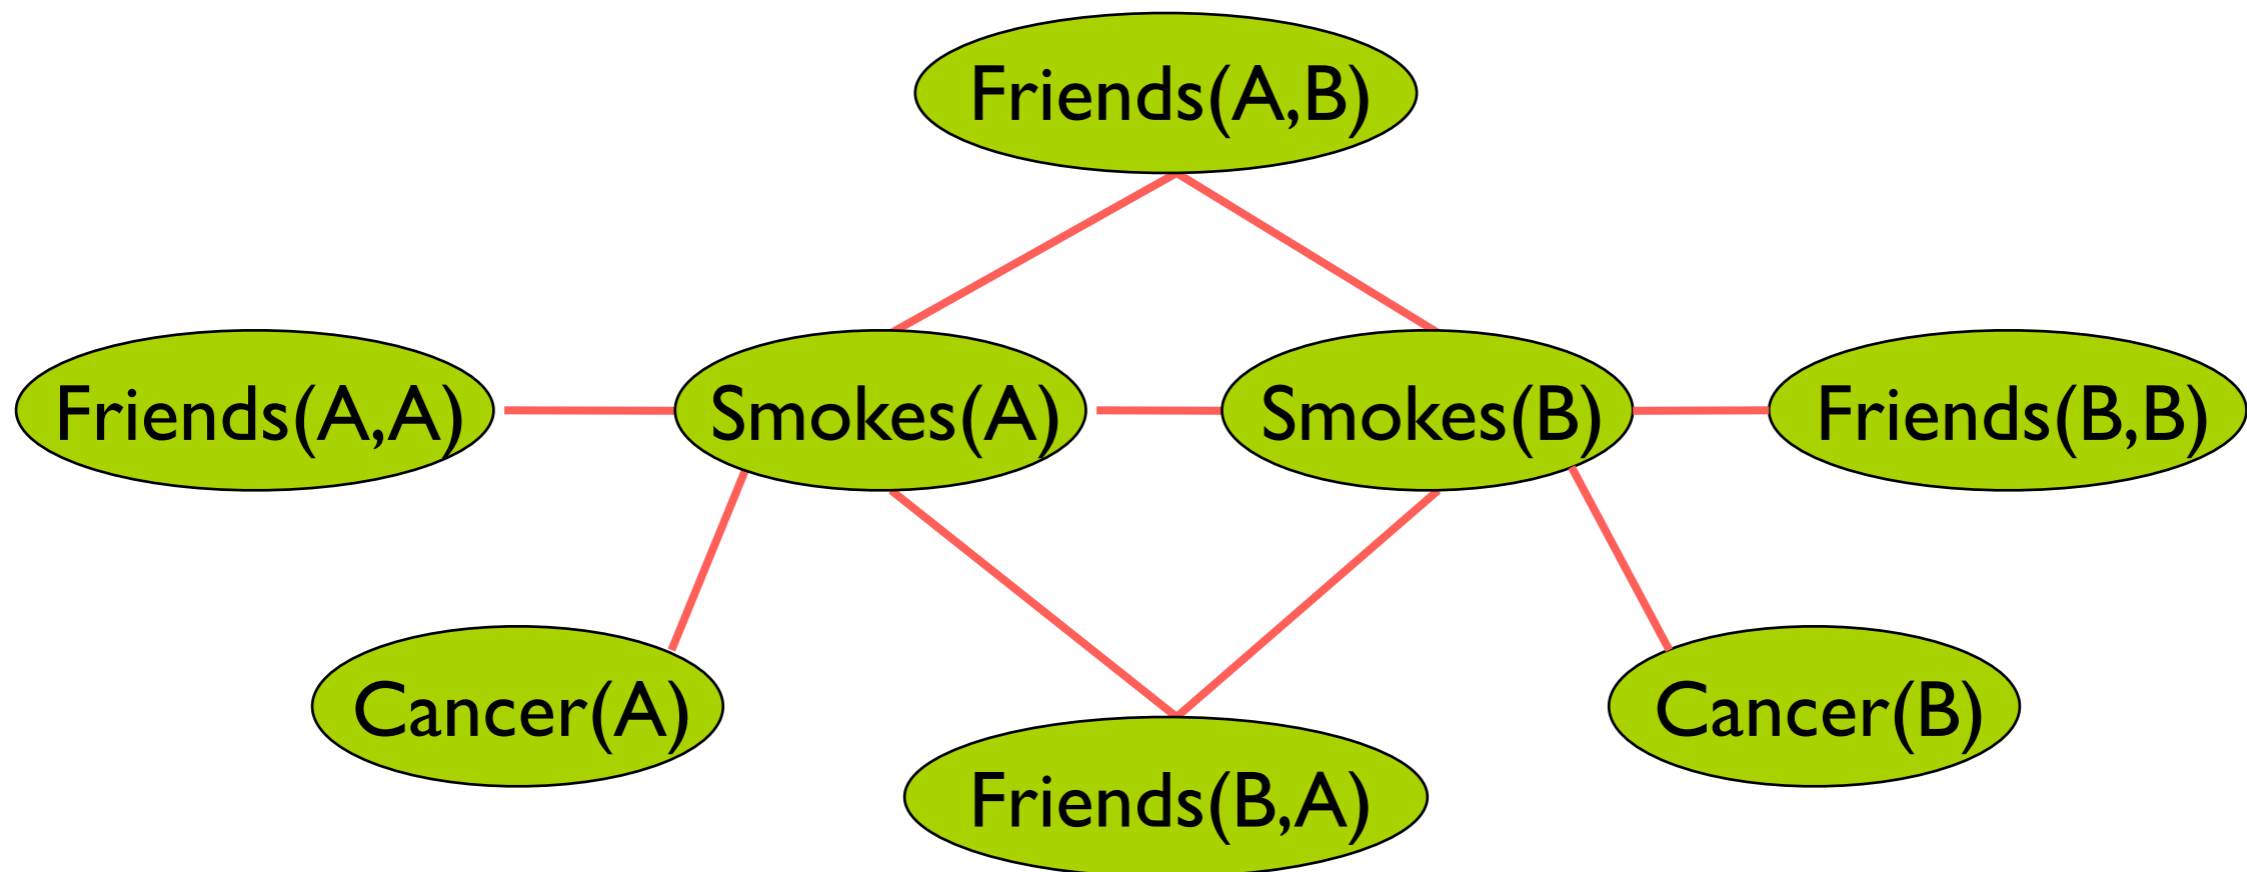 Friends(A,B)
Friends(A,A)
Smokes(A)
Smokes(B)
Friends(B,B)
Cancer(A)
Cancer(B)
Friends(B,A)